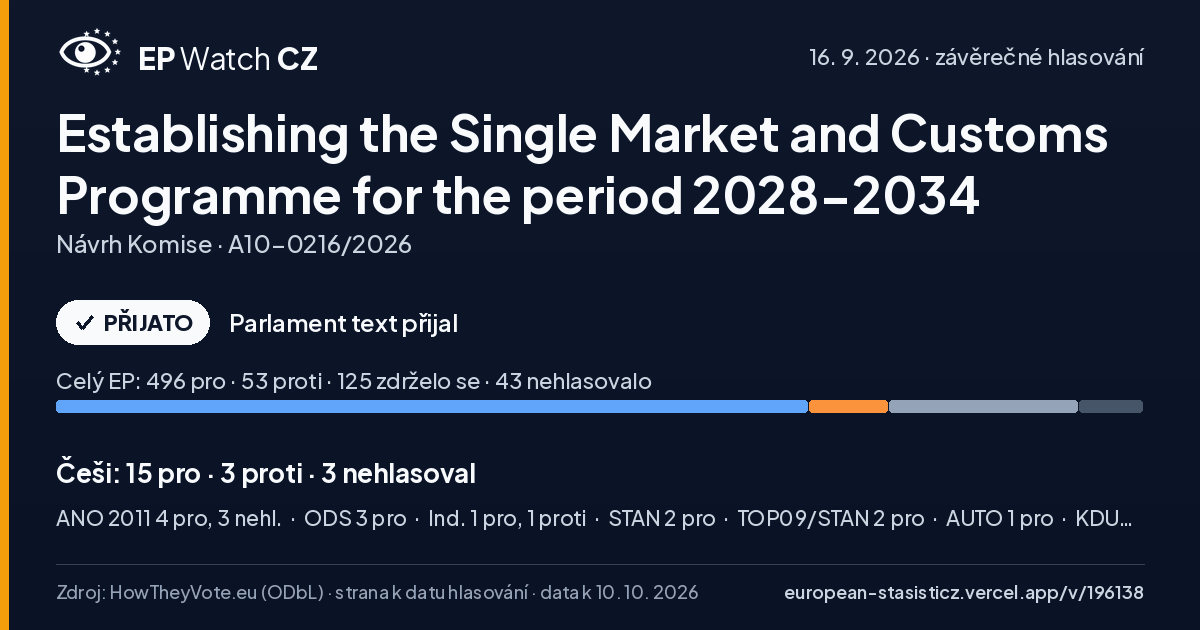 EP Watch CZ
16. 9. 2026 · závěrečné hlasování
Establishing the Single Market and Customs
Programme for the period 2028–2034
Návrh Komise · A10-0216/2026
✓ PŘIJATO
Parlament text přijal
Celý EP: 496 pro · 53 proti · 125 zdrželo se · 43 nehlasovalo
Češi: 15 pro · 3 proti · 3 nehlasoval
ANO 2011 4 pro, 3 nehl. · ODS 3 pro · Ind. 1 pro, 1 proti · STAN 2 pro · TOP09/STAN 2 pro · AUTO 1 pro · KDU…
Zdroj: HowTheyVote.eu (ODbL) · strana k datu hlasování · data k 10. 10. 2026
european-stasisticz.vercel.app/v/196138